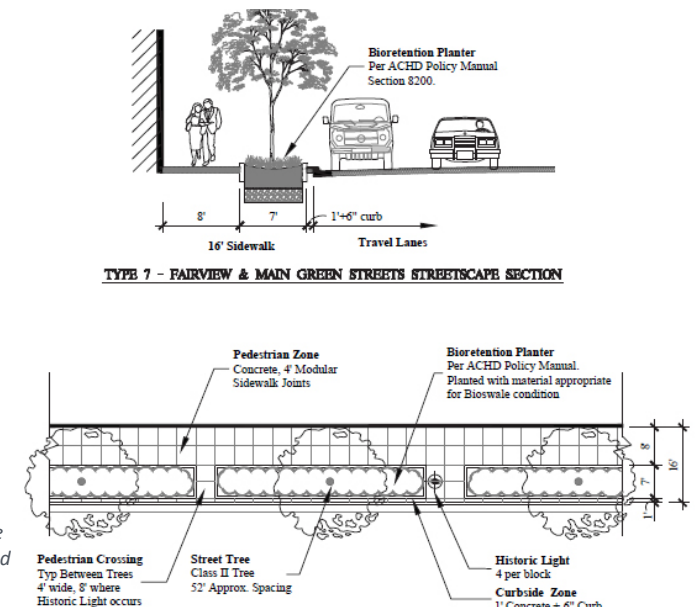 Bioretention Planter
Per ACHD Policy Manual
Section 8200.
8'
7'
1'+6" curb
16' Sidewalk
Travel Lanes
TYPE 7 - FAIRVIEW & MAIN GREEN STREETS STREETSCAPE SECTION
Pedestrian Zone
Concrete, 4' Modular
Sidewalk Joints
Bioretention Planter
Per ACHD Policy Manual.
Planted with material appropriate
for Bioswale condition
8'
16'
7'
1'
Pedestrian Crossing
Typ Between Trees
4' wide, 8' where
Historic Light occurs
Street Tree
Class II Tree
52' Approx. Spacing
Historic Light
4 per block
Curbside Zone
1' Concrete + 6" Curb